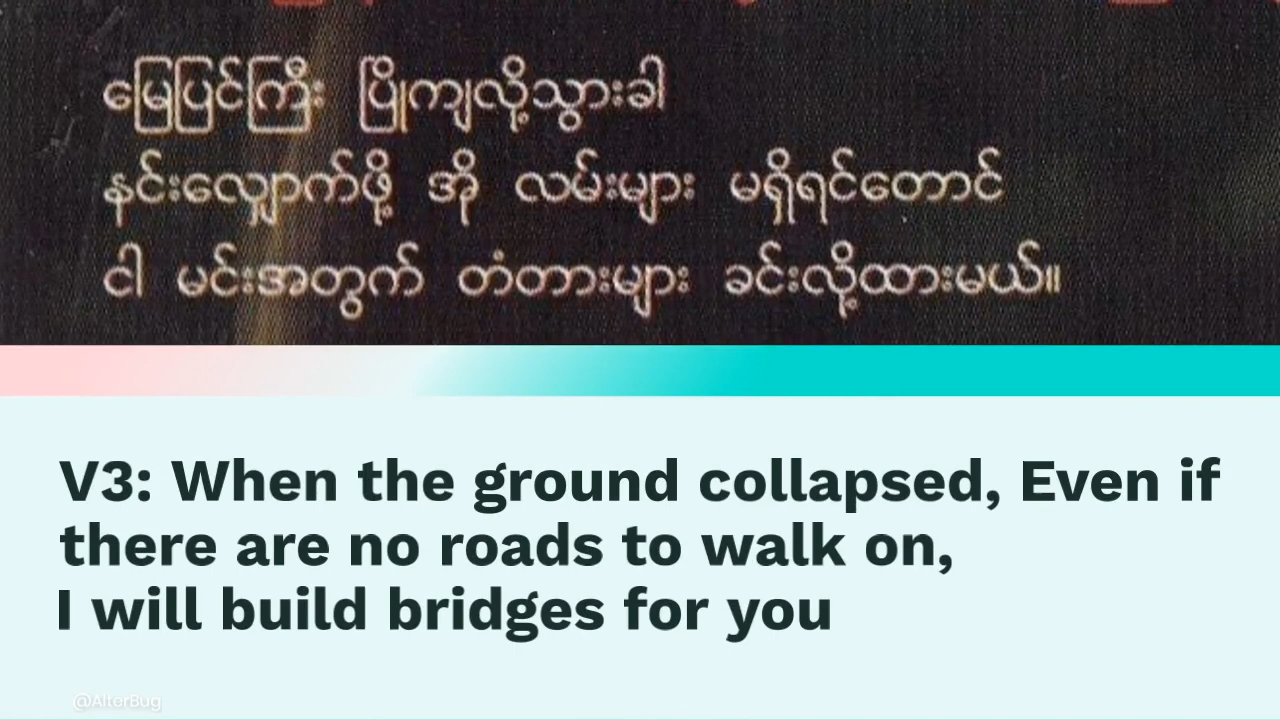 မြေပြင်ကြီး ပြိုကျလို့သွားခါ
နင်းလျှောက်ဖို့ အို လမ်းများ မရှိရင်တောင်
ငါ မင်းအတွက် တံတားများ ခင်းလို့ထားမယ်။
V3: When the ground collapsed, Even if
there are no roads to walk on,
I will build bridges for you
@AlterBug